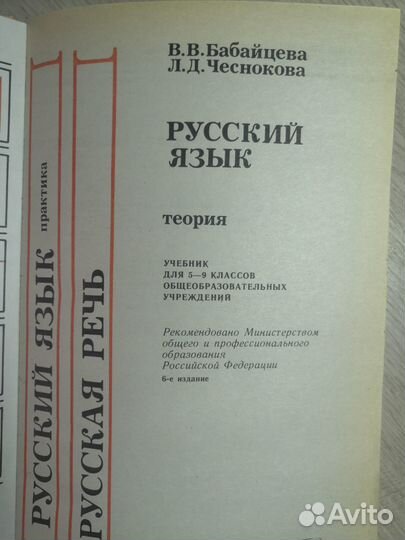 В.В.Бабайцева
Л.Д.Чеснокова
РУССКИЙ
ЯЗЫК
теория
УЧЕБНИК
ДЛЯ 5—9 КЛАССОВ
ОБЩЕОБРАЗОВАТЕЛЬНЫХ
УЧРЕЖДЕНИЙ
Рекомендовано Министерством
общего и профессионального
образования
Российской Федерации
6-е издание
РУССКИЙ ЯЗЫК практика
РУССКАЯ РЕЧЬ
Avito